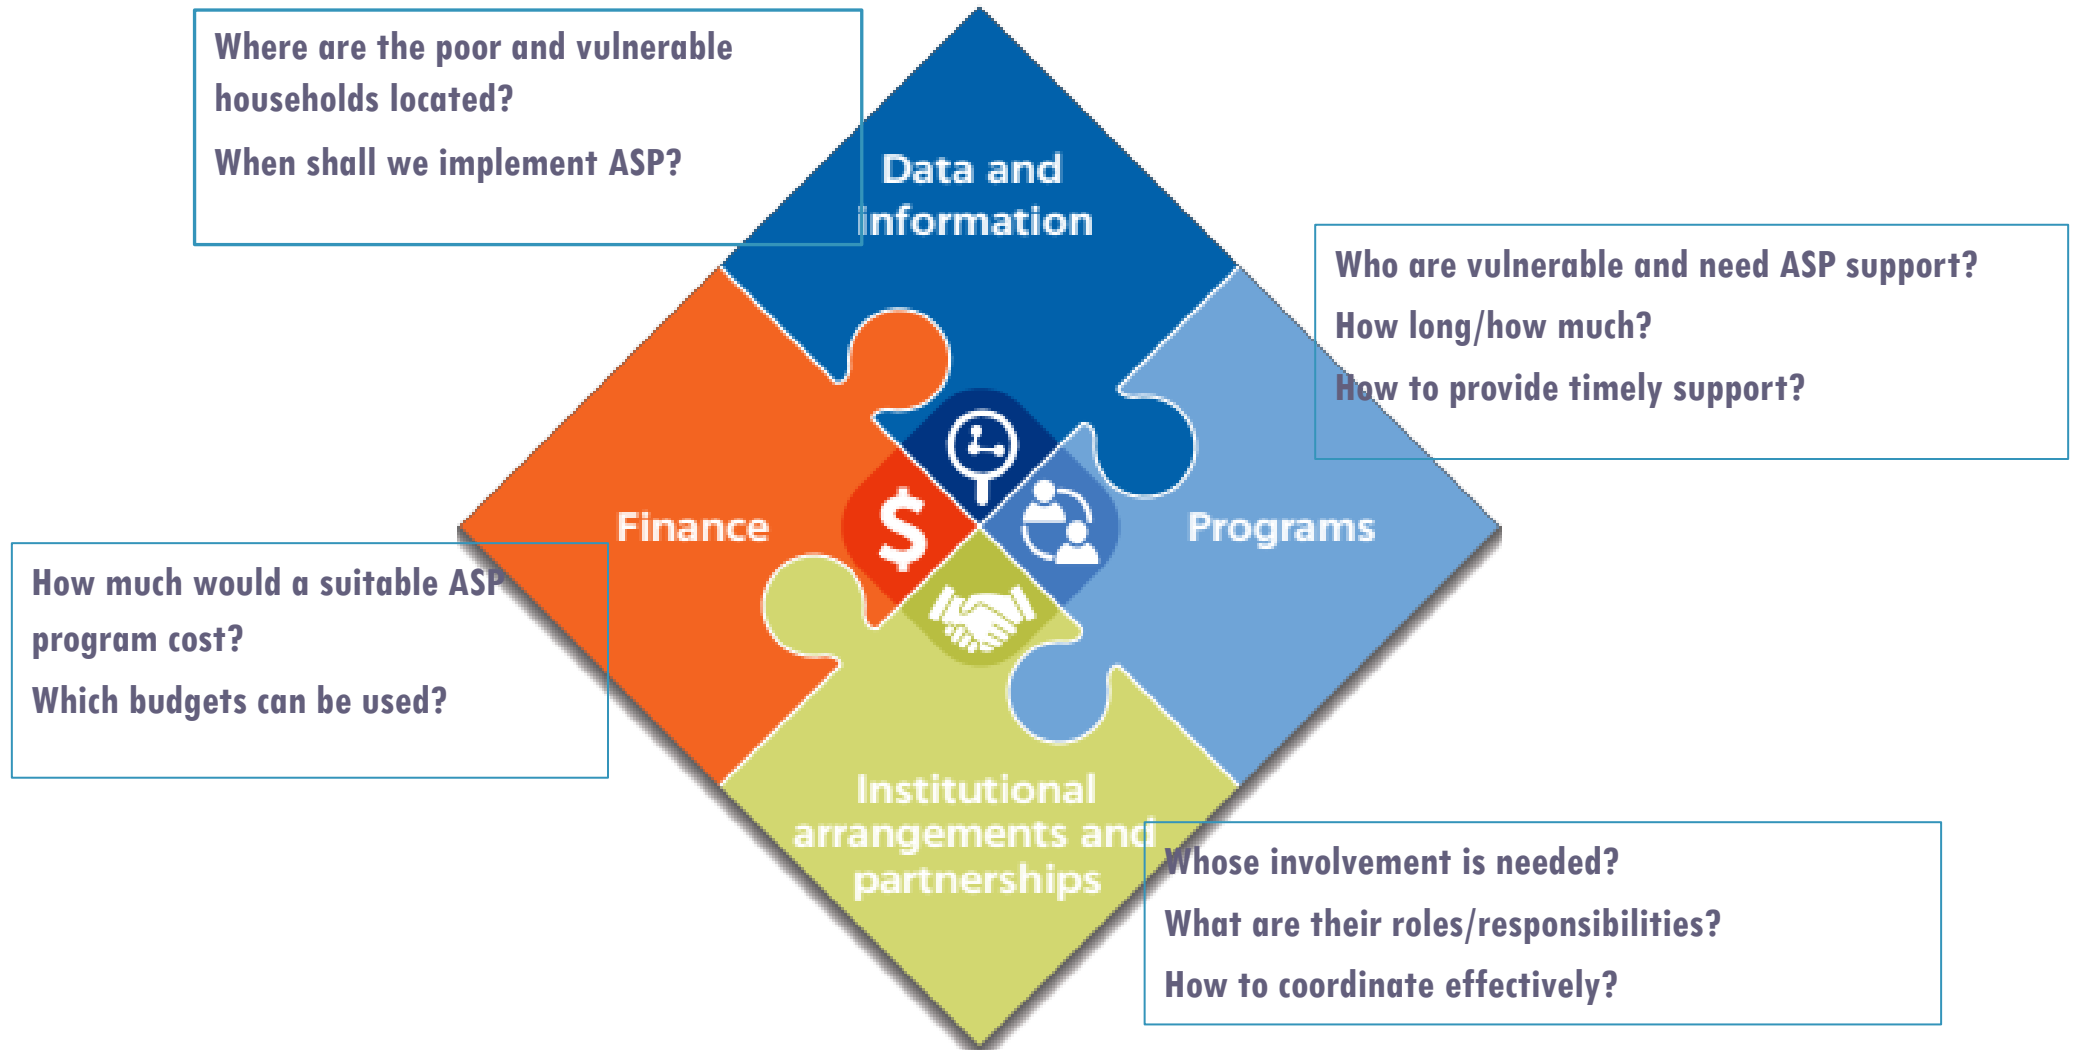 Where are the poor and vulnerable
households located?
When shall we implement ASP?
Data and
information
Who are vulnerable and need ASP support?
How long/how much?
How to provide timely support?
Finance
$
Programs
How much would a suitable ASP
program cost?
Which budgets can be used?
Institutional
arrangements and
partnerships
Whose involvement is needed?
What are their roles/responsibilities?
How to coordinate effectively?